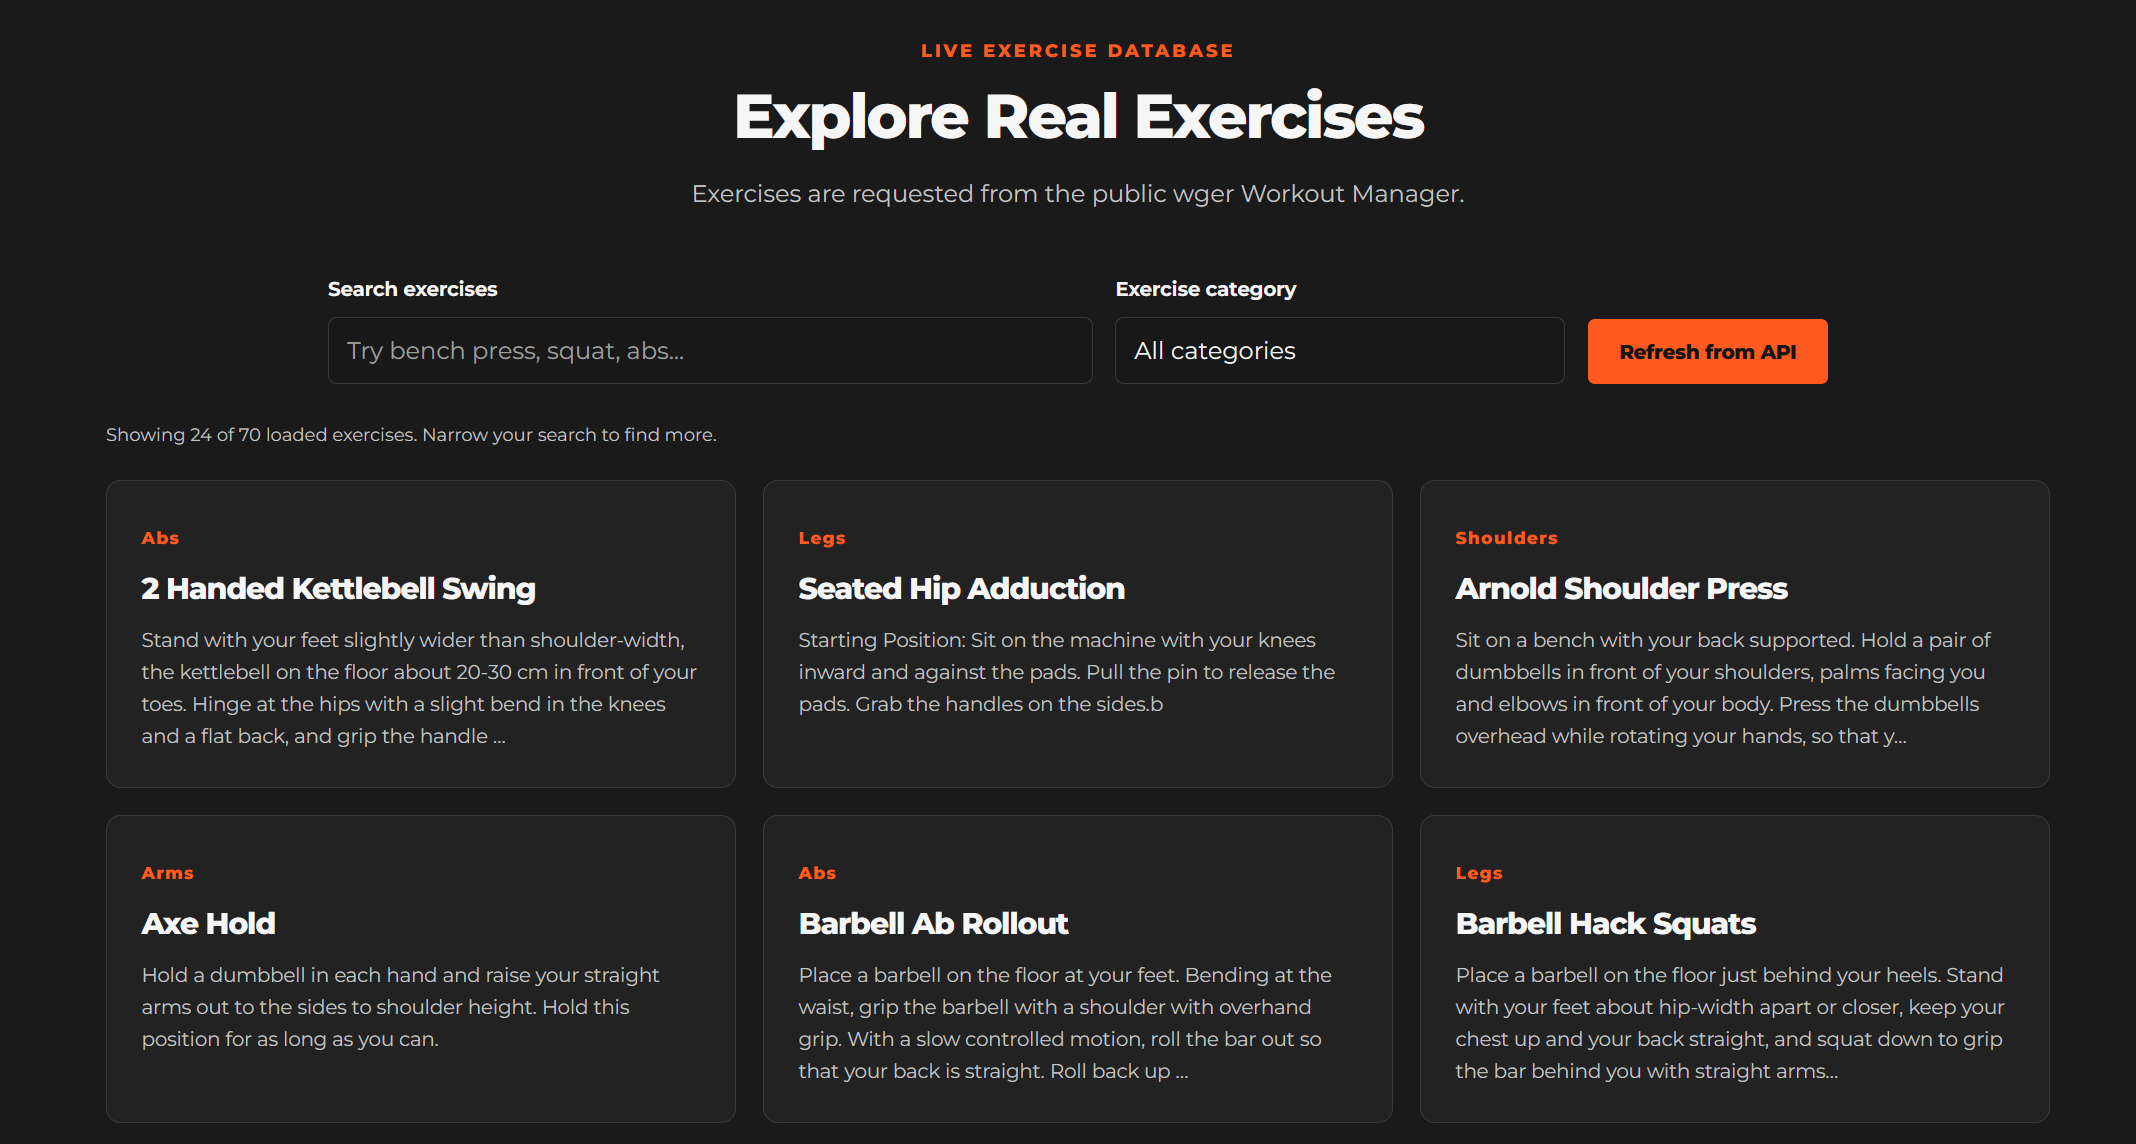 LIVE EXERCISE DATABASE
Explore Real Exercises
Exercises are requested from the public wger Workout Manager.
Search exercises
Exercise category
Try bench press, squat, abs...
All categories
Refresh from API
Showing 24 of 70 loaded exercises. Narrow your search to find more.
Abs
2 Handed Kettlebell Swing
Stand with your feet slightly wider than shoulder-width,
the kettlebell on the floor about 20-30 cm in front of your
toes. Hinge at the hips with a slight bend in the knees
and a flat back, and grip the handle ...
Legs
Seated Hip Adduction
Starting Position: Sit on the machine with your knees
inward and against the pads. Pull the pin to release the
pads. Grab the handles on the sides.b
Shoulders
Arnold Shoulder Press
Sit on a bench with your back supported. Hold a pair of
dumbbells in front of your shoulders, palms facing you
and elbows in front of your body. Press the dumbbells
overhead while rotating your hands, so that y...
Arms
Axe Hold
Hold a dumbbell in each hand and raise your straight
arms out to the sides to shoulder height. Hold this
position for as long as you can.
Abs
Barbell Ab Rollout
Place a barbell on the floor at your feet. Bending at the
waist, grip the barbell with a shoulder with overhand
grip. With a slow controlled motion, roll the bar out so
that your back is straight. Roll back up ...
Legs
Barbell Hack Squats
Place a barbell on the floor just behind your heels. Stand
with your feet about hip-width apart or closer, keep your
chest up and your back straight, and squat down to grip
the bar behind you with straight arms...